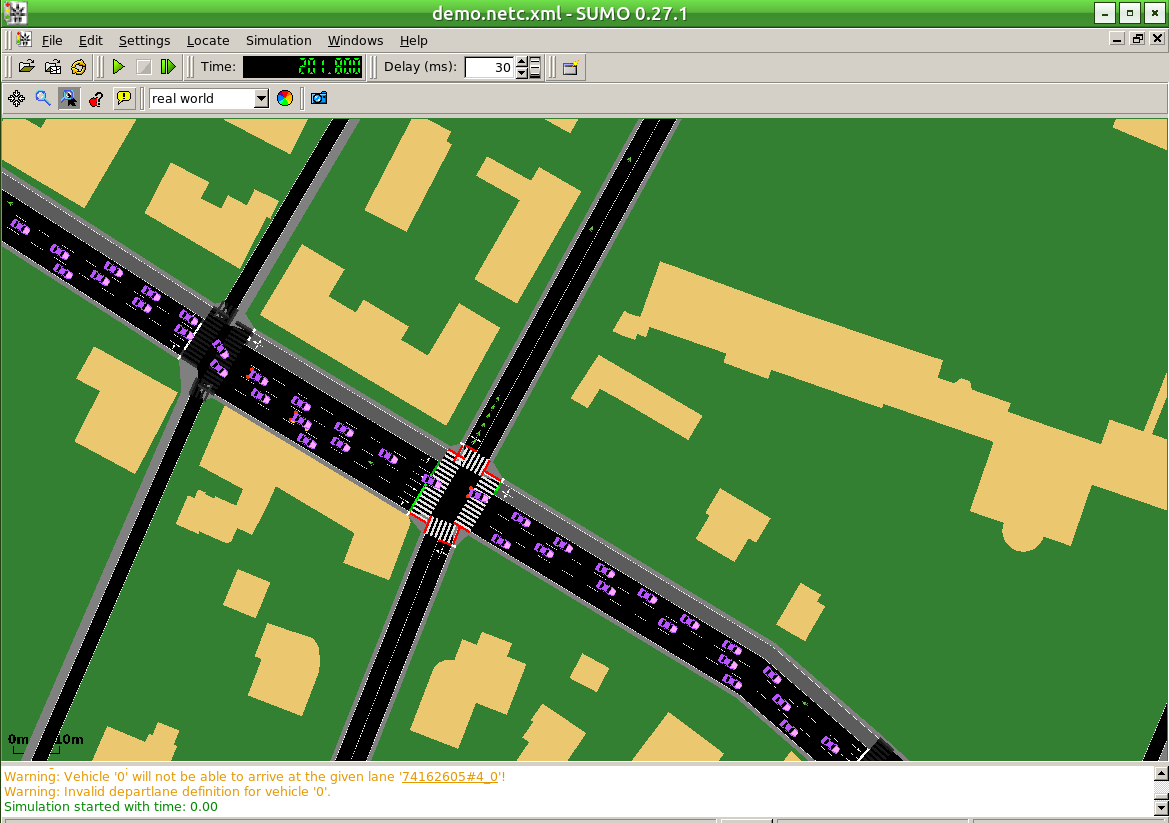 demo.netc.xml - SUMO 0.27.1
File Edit Settings Locate Simulation Windows Help
Time: 201.800 Delay (ms): 30
real world
0m 10m
Warning: Vehicle '0' will not be able to arrive at the given lane '74162605#4_0'!
Warning: Invalid departlane definition for vehicle '0'.
Simulation started with time: 0.00